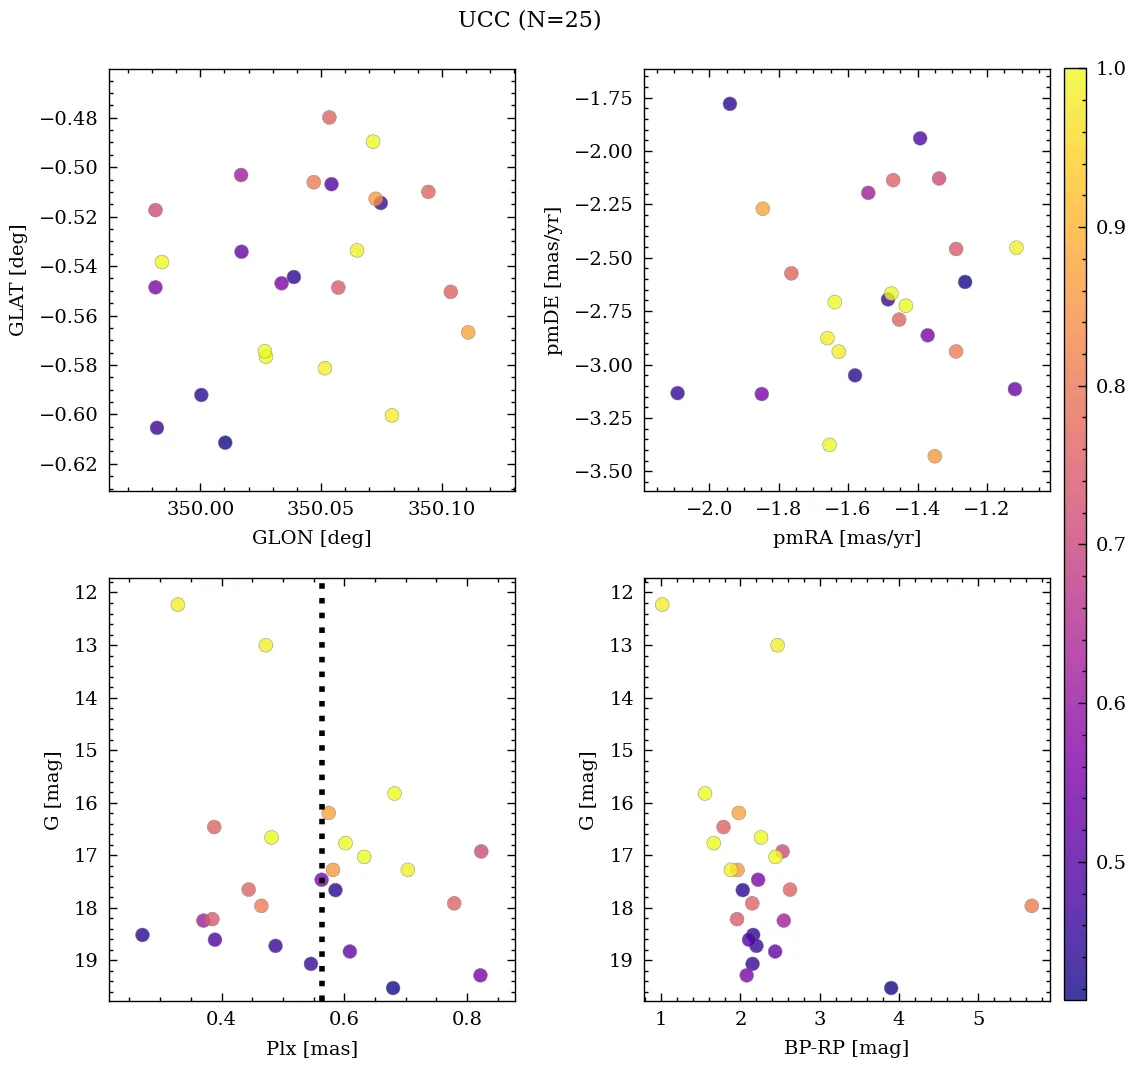 UCC (N=25)
−0.48
−0.50
−0.52
−0.54
−0.56
−0.58
−0.60
−0.62
GLAT [deg]
350.00 350.05 350.10
GLON [deg]
−1.75
−2.00
−2.25
−2.50
−2.75
−3.00
−3.25
−3.50
pmDE [mas/yr]
−2.0 −1.8 −1.6 −1.4 −1.2
pmRA [mas/yr]
1.0
0.9
0.8
0.7
0.6
0.5
12
13
14
15
16
17
18
19
G [mag]
0.4 0.6 0.8
Plx [mas]
12
13
14
15
16
17
18
19
G [mag]
1 2 3 4 5
BP-RP [mag]